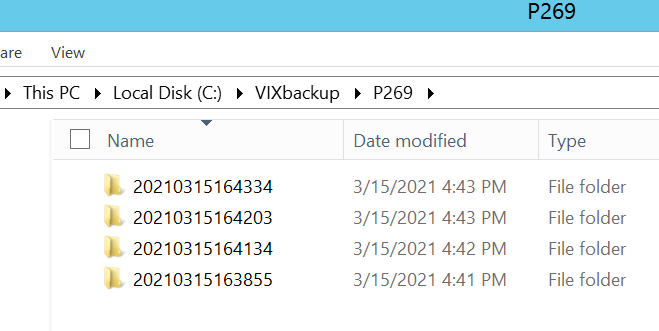 P269
are View
This PC Local Disk (C:) VIXbackup P269
Name Date modified Type
20210315164334 3/15/2021 4:43 PM File folder
20210315164203 3/15/2021 4:43 PM File folder
20210315164134 3/15/2021 4:42 PM File folder
20210315163855 3/15/2021 4:41 PM File folder